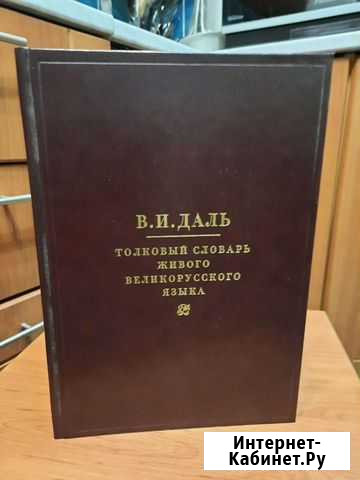 В.И.ДАЛЬ
ТОЛКОВЫЙ СЛОВАРЬ
ЖИВОГО
ВЕЛИКОРУССКОГО
ЯЗЫКА
Интернет-
Кабинет.Ру